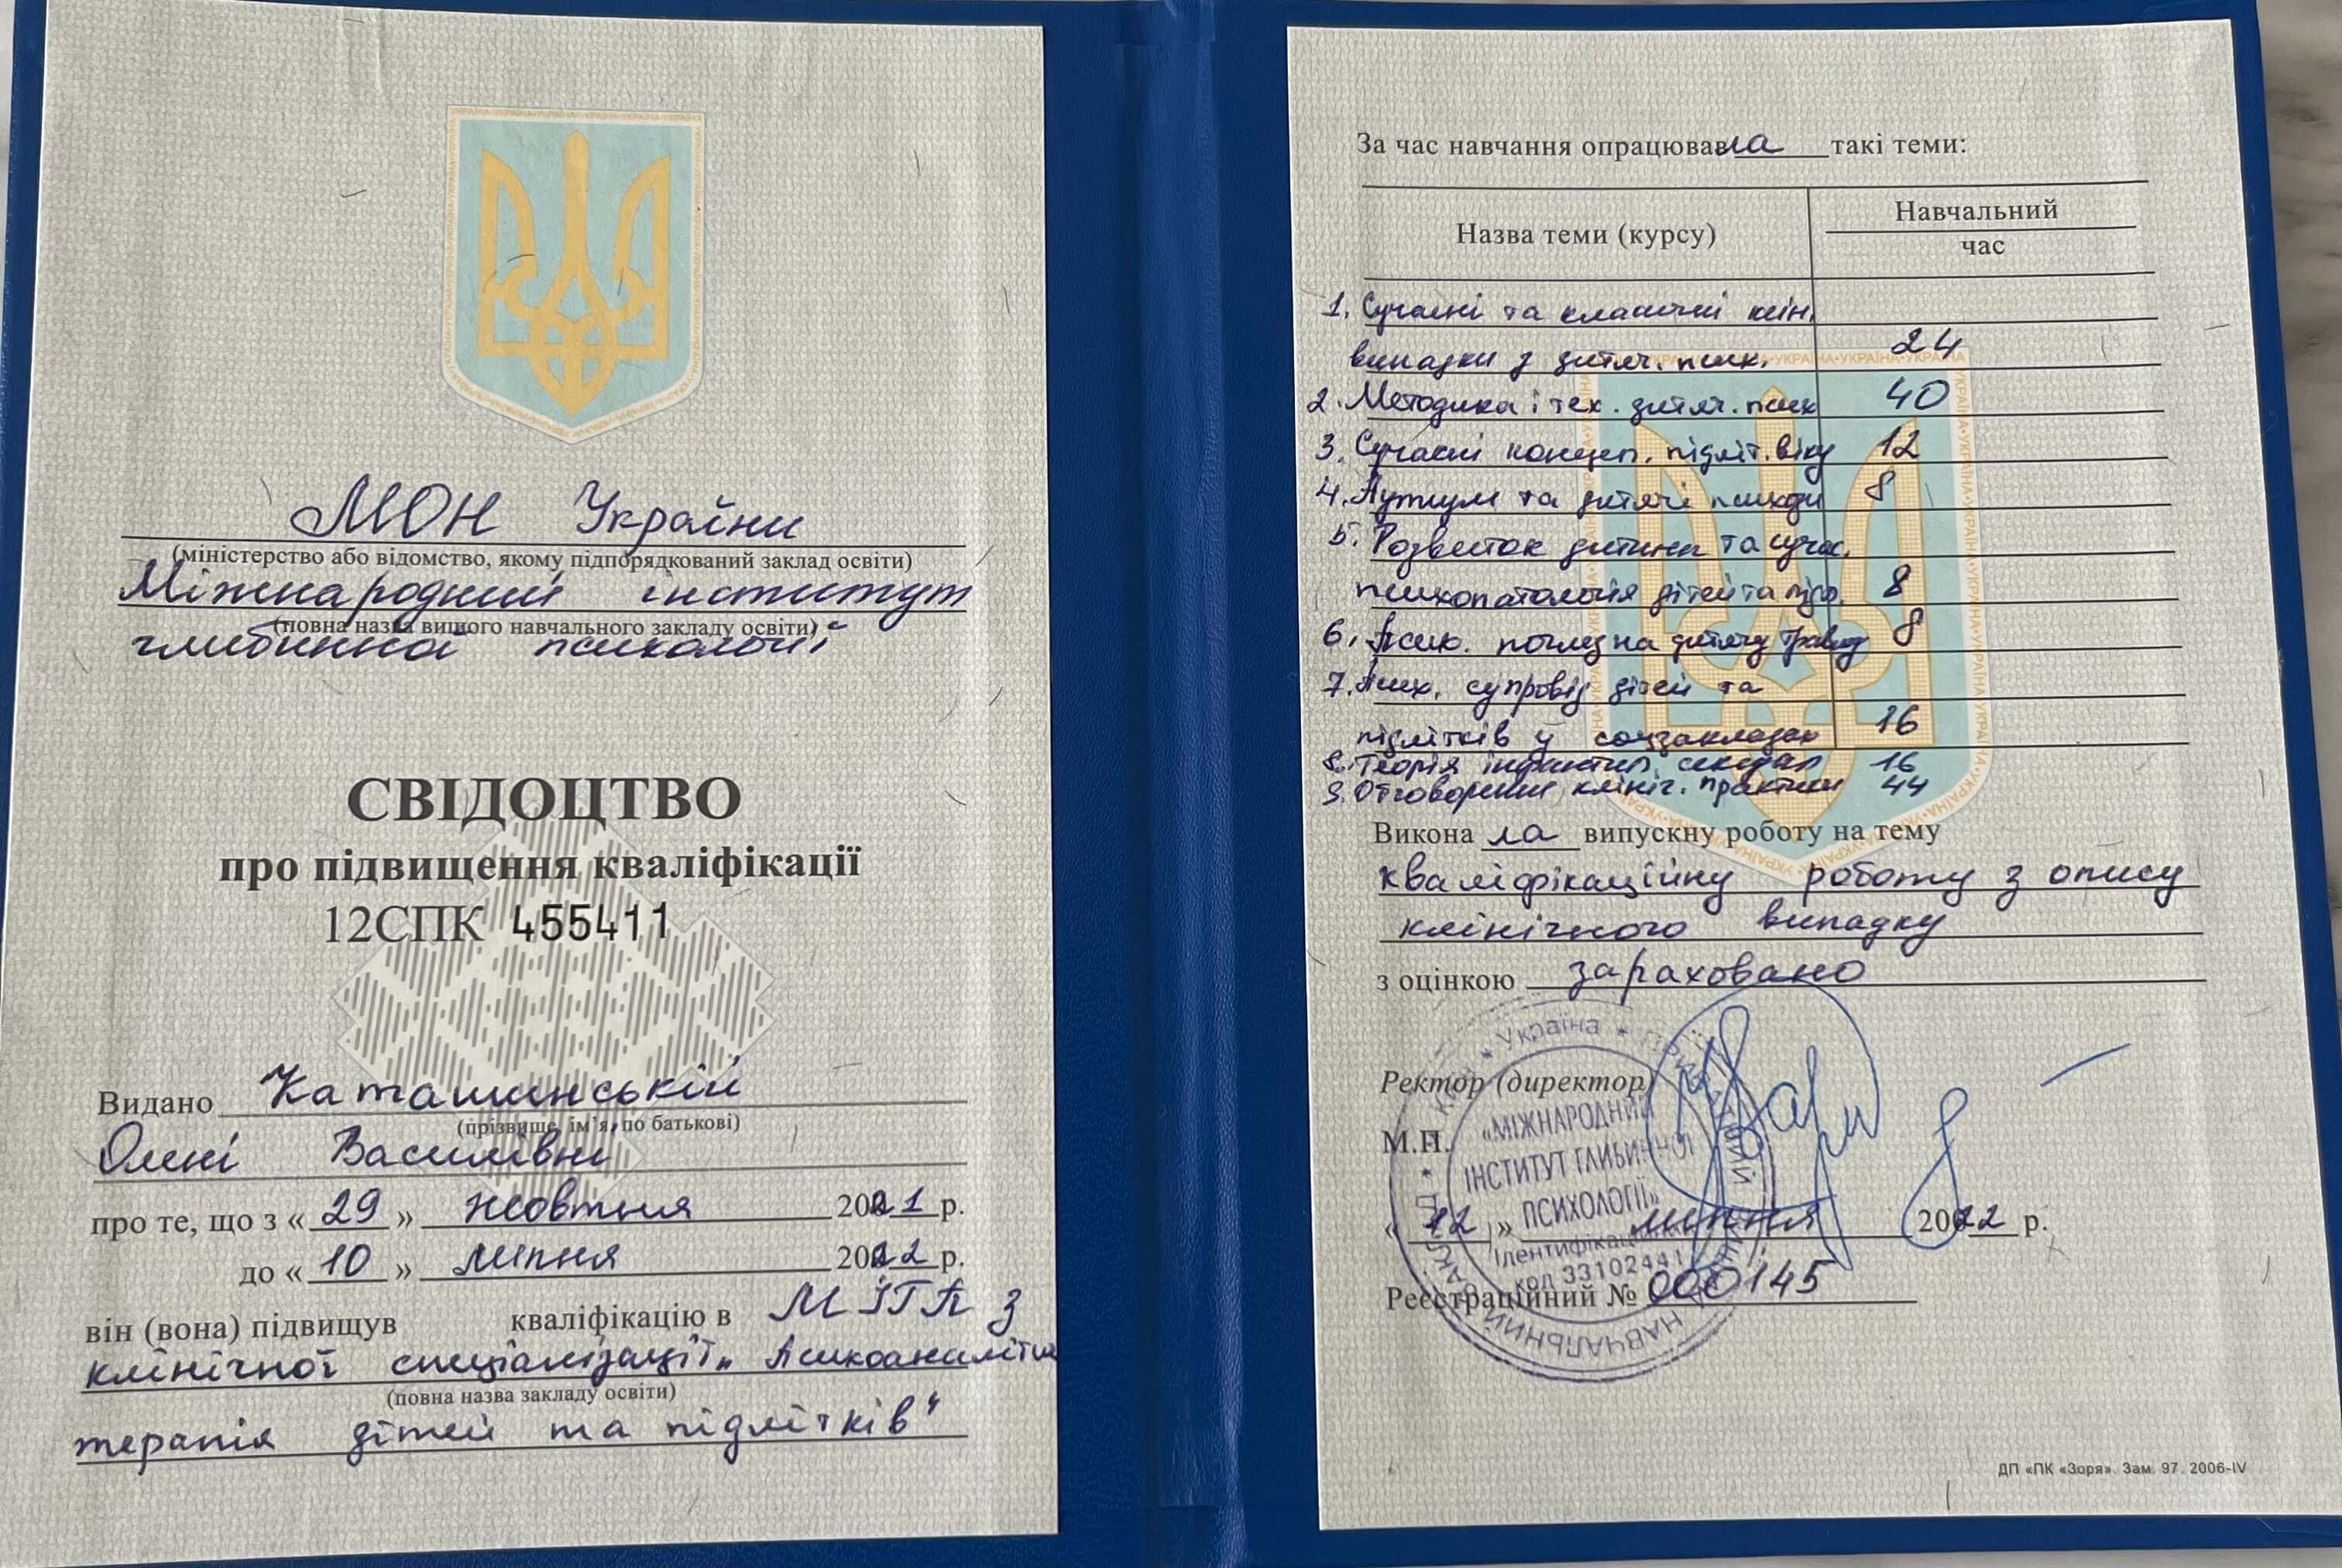 МОН України
(міністерство або відомство, якому підпорядкований заклад освіти)
Міжнародний інститут
(повна назва вищого навчального закладу освіти)
глибинної психології
СВІДОЦТВО
про підвищення кваліфікації
12СПК 455411
Видано Каташинській
(прізвище, ім'я, по батькові)
Олені Василівні
про те, що з « 29 » жовтня 2021 р.
до « 10 » липня 2022 р.
він (вона) підвищув кваліфікацію в МІГП з
клінічної спеціалізації „Психоаналітична
(повна назва закладу освіти)
терапія дітей та підлітків"
За час навчання опрацювала такі теми:
Назва теми (курсу)
Навчальний
час
1. Сучасні та класичні клін.
випадки з дитяч. псих. 24
2. Методика і тех. дитяч. псих 40
3. Сучасні концеп. підліт. віку 12
4. Аутизм та дитячі психози 8
5. Розвиток дитини та сучас.
психопатологія дітей та підл. 8
6. Псих. погляд на дитячу травму 8
7. Псих. супровід дітей та
підлітків у соцзакладах 16
8. Теорія інфантил. сексуал 16
9. Обговорення клініч. практики 44
Викона ла випускну роботу на тему
кваліфікаційну роботу з опису
клінічного випадку
з оцінкою зараховано
Ректор (директор)
М.П.
« 12 » липня 2022 р.
Реєстраційний № 000145
Київ * Україна * ПРИВАТНИЙ ВИЩИЙ НАВЧАЛЬНИЙ ЗАКЛАД
«МІЖНАРОДНИЙ
ІНСТИТУТ ГЛИБИННОЇ
ПСИХОЛОГІЇ»
Ідентифікаційний
код 33102441
ДП «ПК «Зоря». Зам. 97. 2006-IV